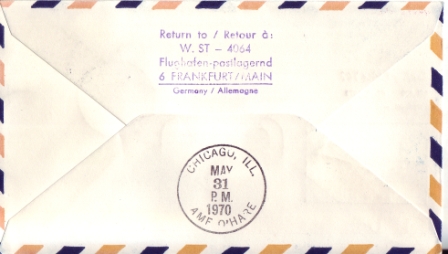 Return to / Retour à:
W. ST - 4064
Flughafen-postlagernd
6 FRANKFURT/MAIN
Germany / Allemagne
CHICAGO, ILL.
MAY
31
P. M.
1970
AMF O'HARE